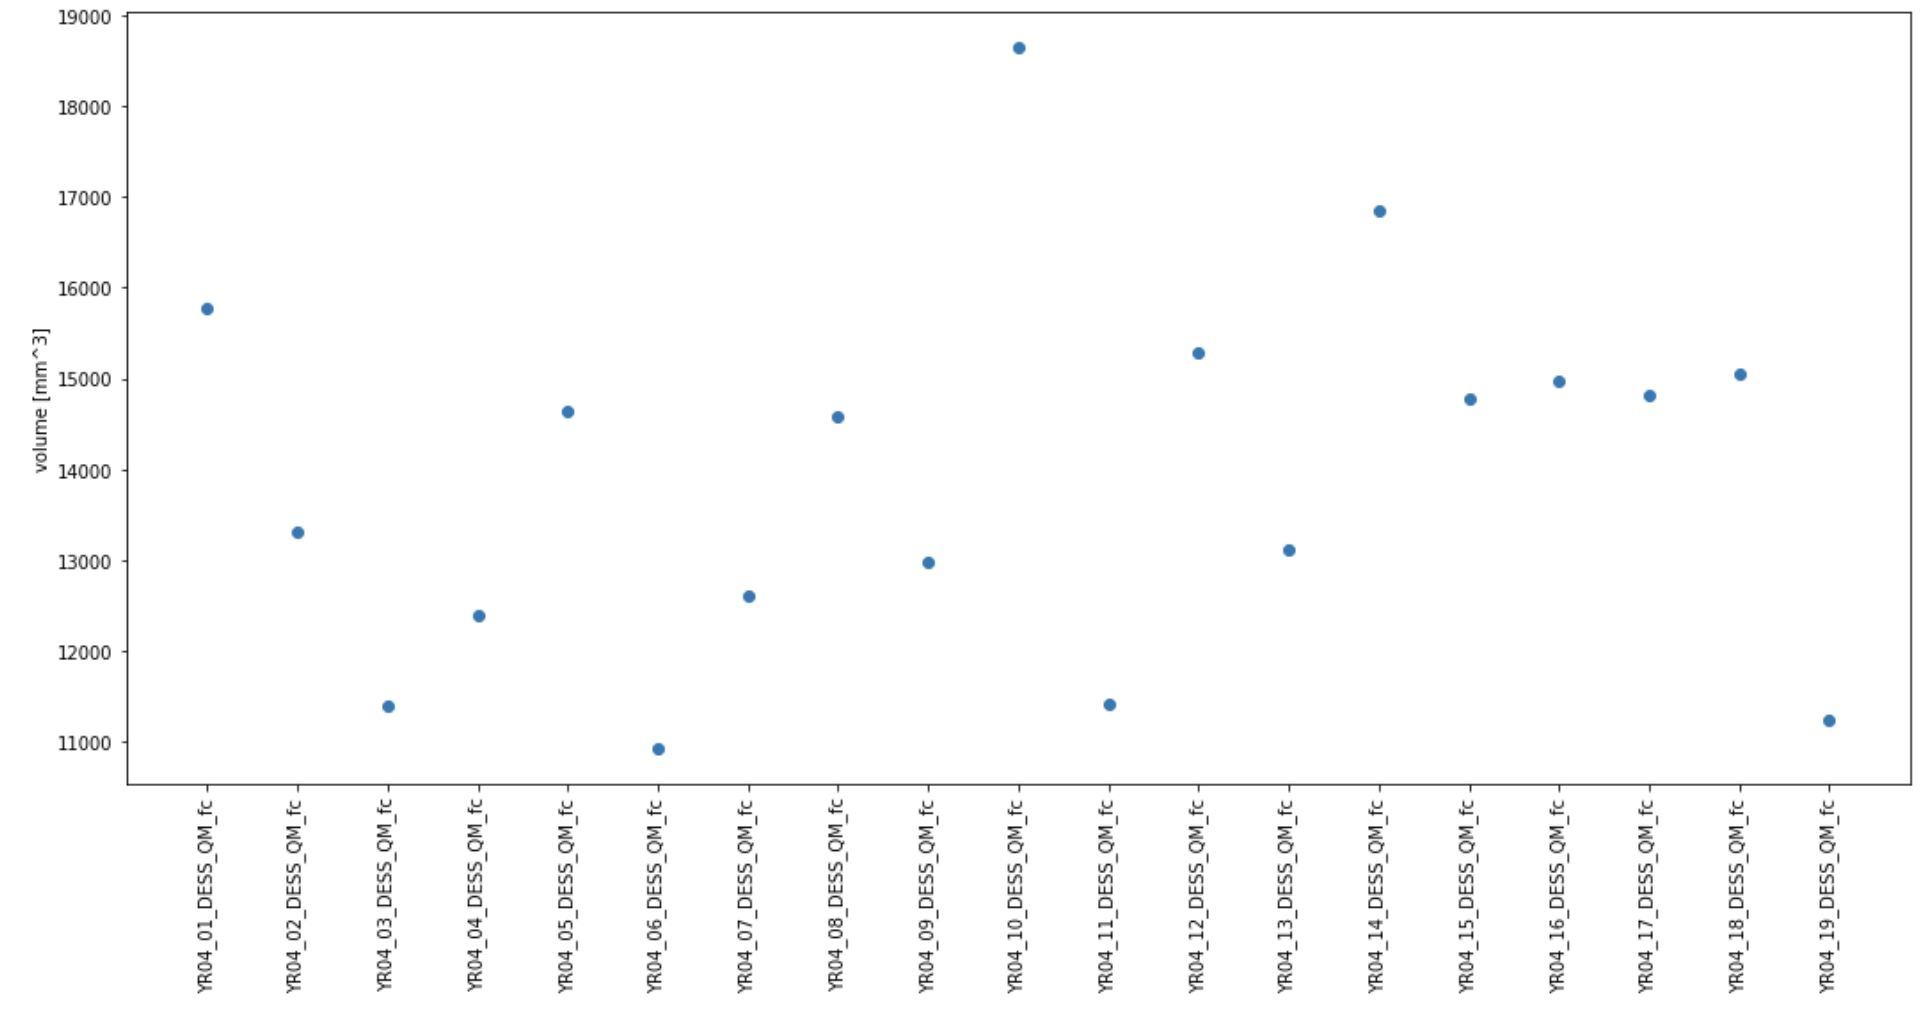 19000
18000
17000
16000
15000
14000
13000
12000
11000
volume [mm^3]
YR04_01_DESS_QM_fc
YR04_02_DESS_QM_fc
YR04_03_DESS_QM_fc
YR04_04_DESS_QM_fc
YR04_05_DESS_QM_fc
YR04_06_DESS_QM_fc
YR04_07_DESS_QM_fc
YR04_08_DESS_QM_fc
YR04_09_DESS_QM_fc
YR04_10_DESS_QM_fc
YR04_11_DESS_QM_fc
YR04_12_DESS_QM_fc
YR04_13_DESS_QM_fc
YR04_14_DESS_QM_fc
YR04_15_DESS_QM_fc
YR04_16_DESS_QM_fc
YR04_17_DESS_QM_fc
YR04_18_DESS_QM_fc
YR04_19_DESS_QM_fc